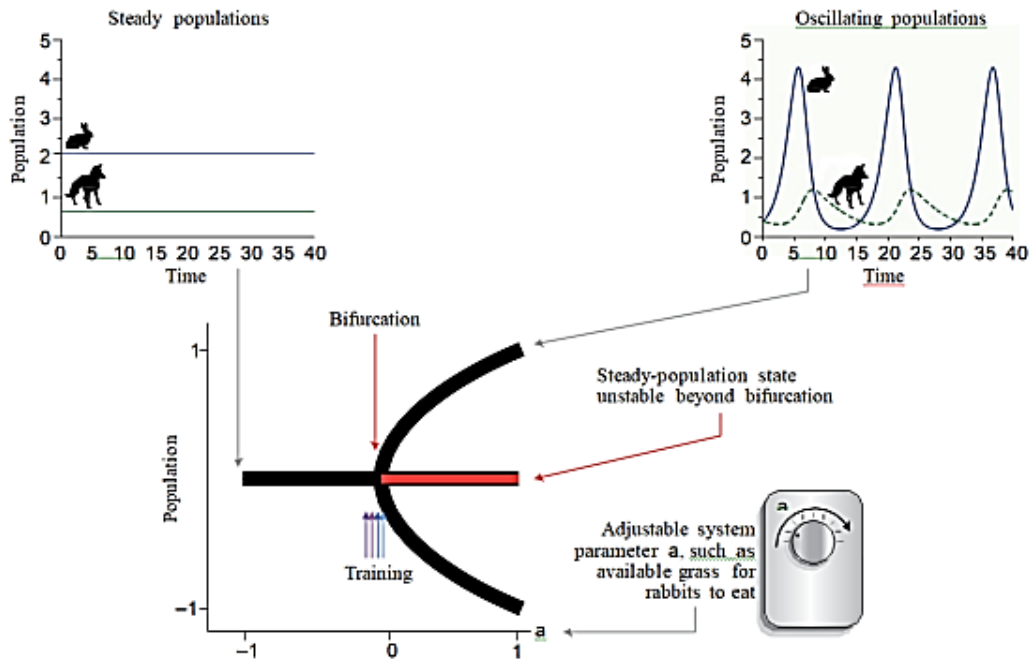 Steady populations
5
4
3
2
1
0
Population
0 5 10 15 20 25 30 35 40
Time
Oscillating populations
5
4
3
2
1
0
Population
0 5 10 15 20 25 30 35 40
Time
Bifurcation
1
Population
Steady-population state
unstable beyond bifurcation
Training
Adjustable system
parameter a, such as
available grass for
rabbits to eat
a
−1
−1 0 1 a